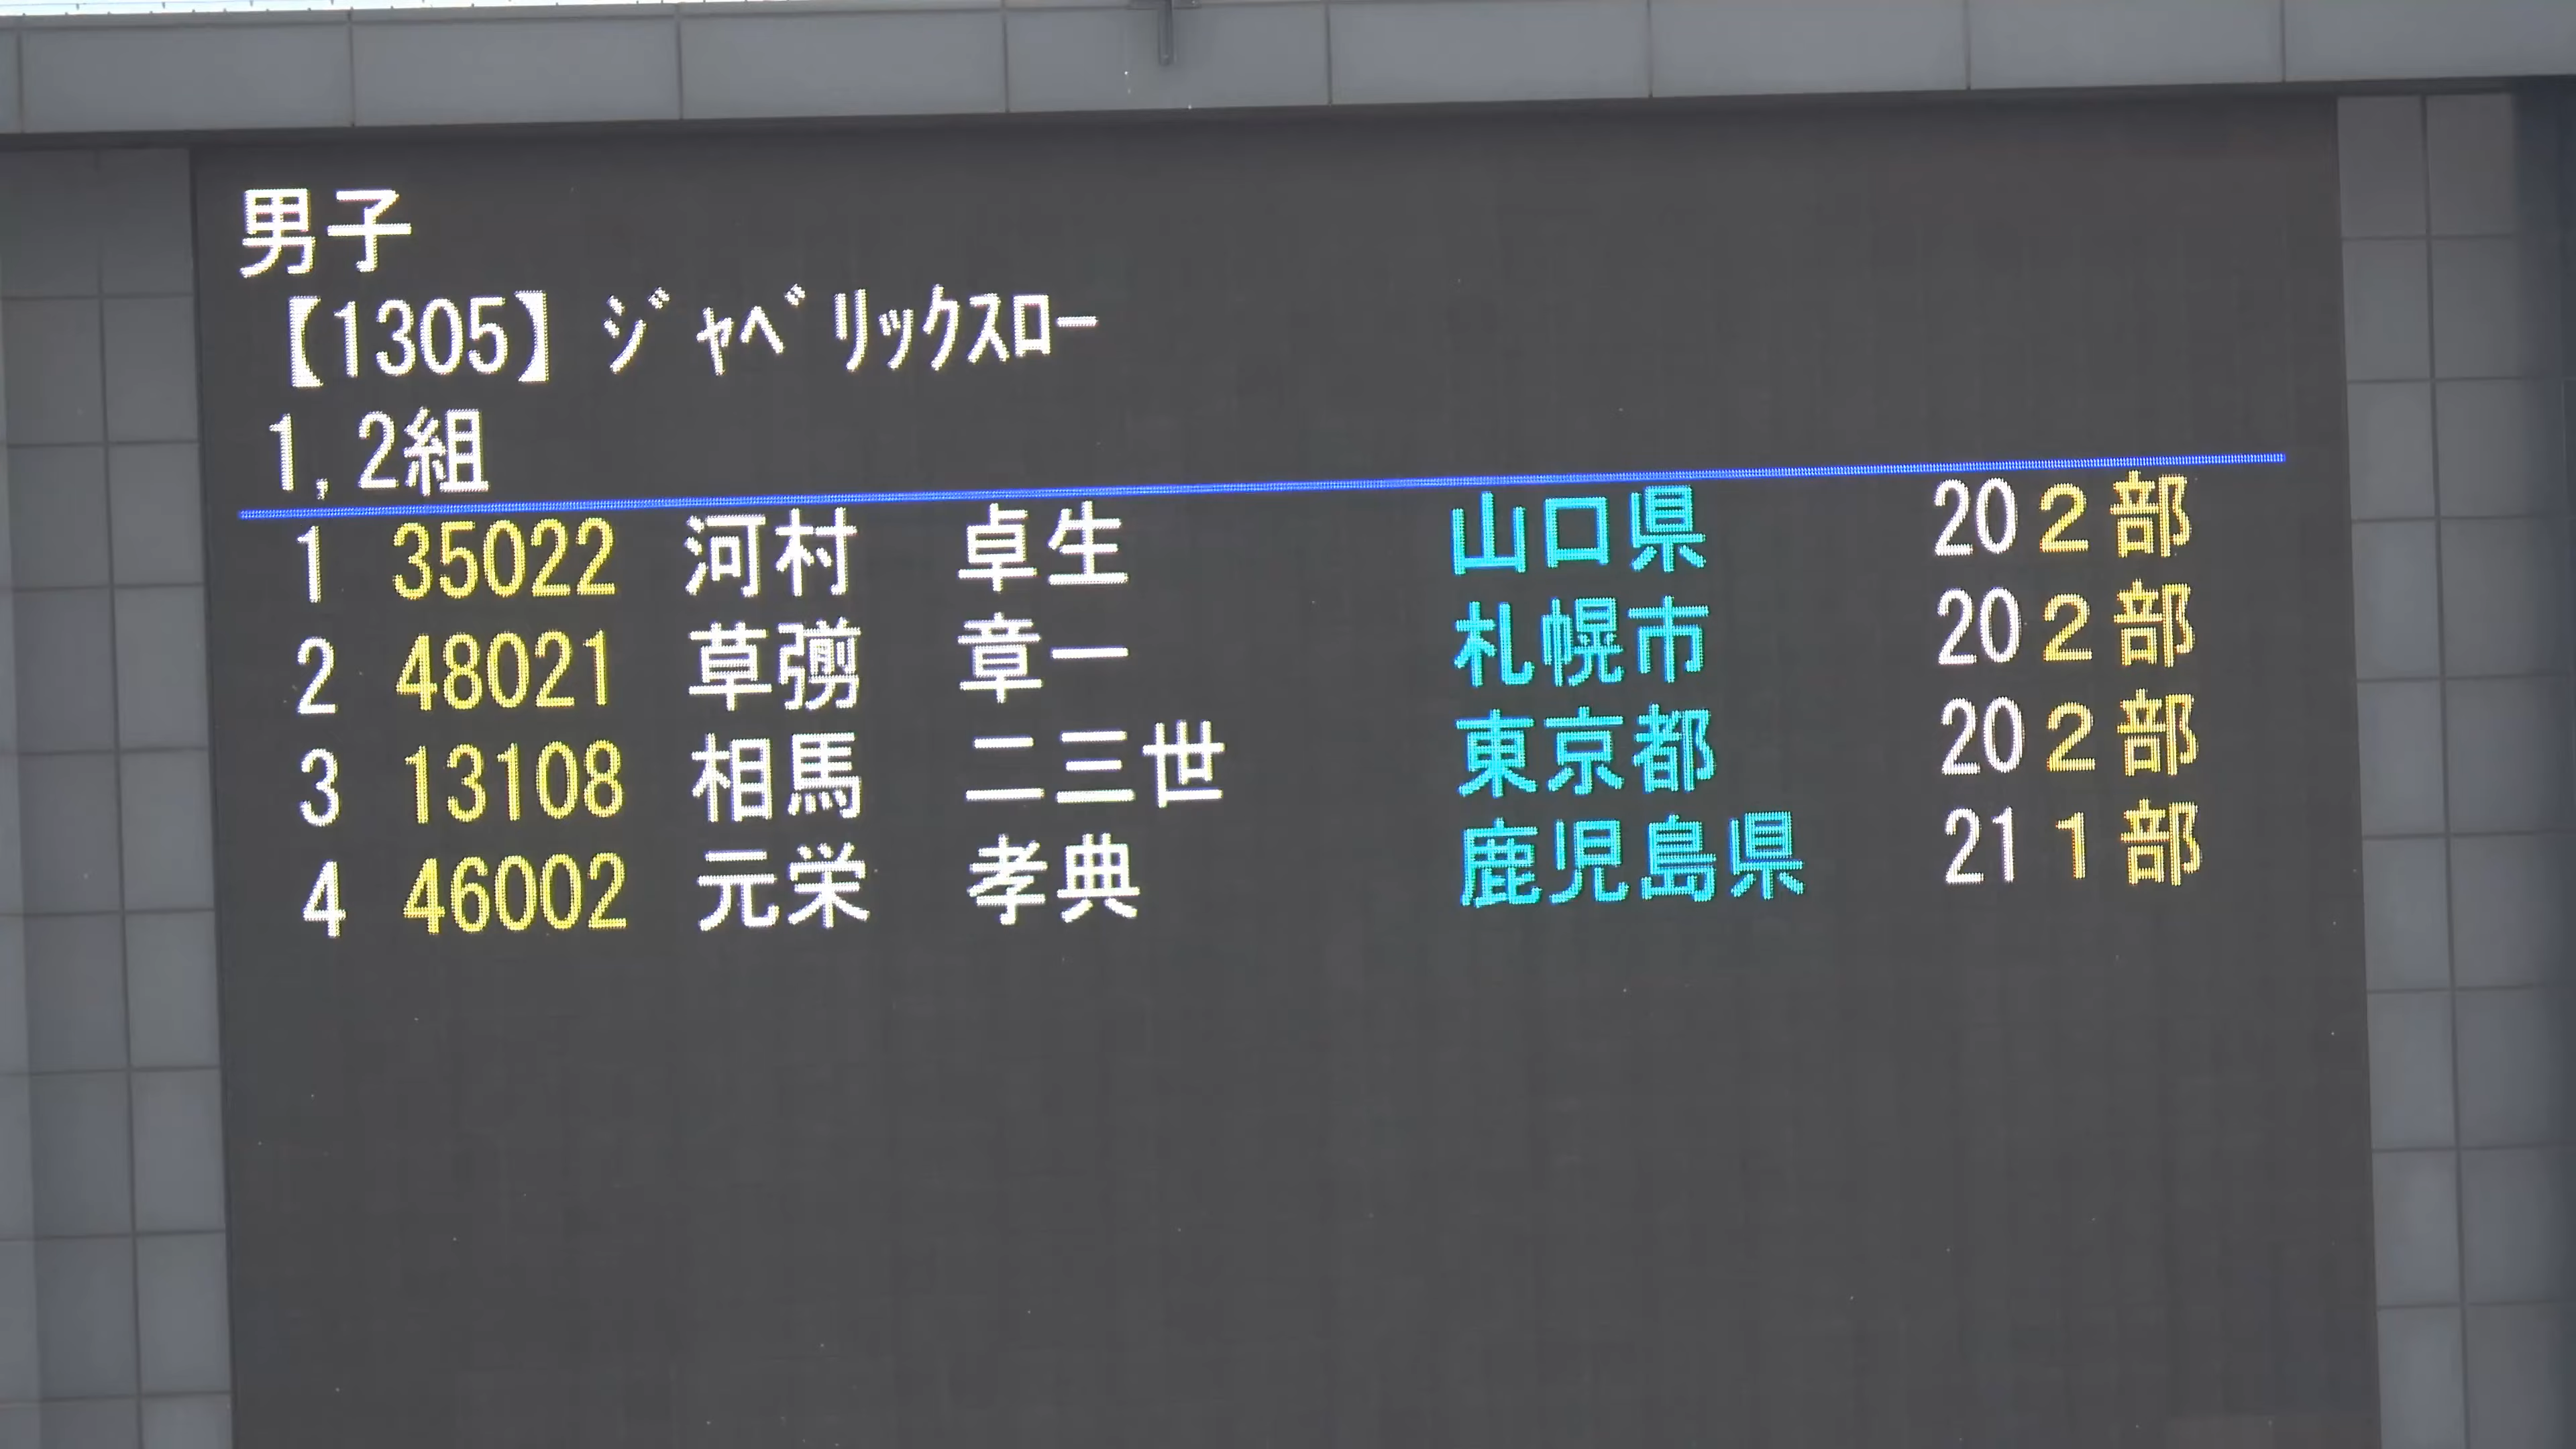 男子
【1305】ｼﾞｬﾍﾞﾘｯｸｽﾛｰ
1,2組
1 35022 河村 卓生 山口県 20 2部
2 48021 草彅 章一 札幌市 20 2部
3 13108 相馬 二三世 東京都 20 2部
4 46002 元栄 孝典 鹿児島県 21 1部